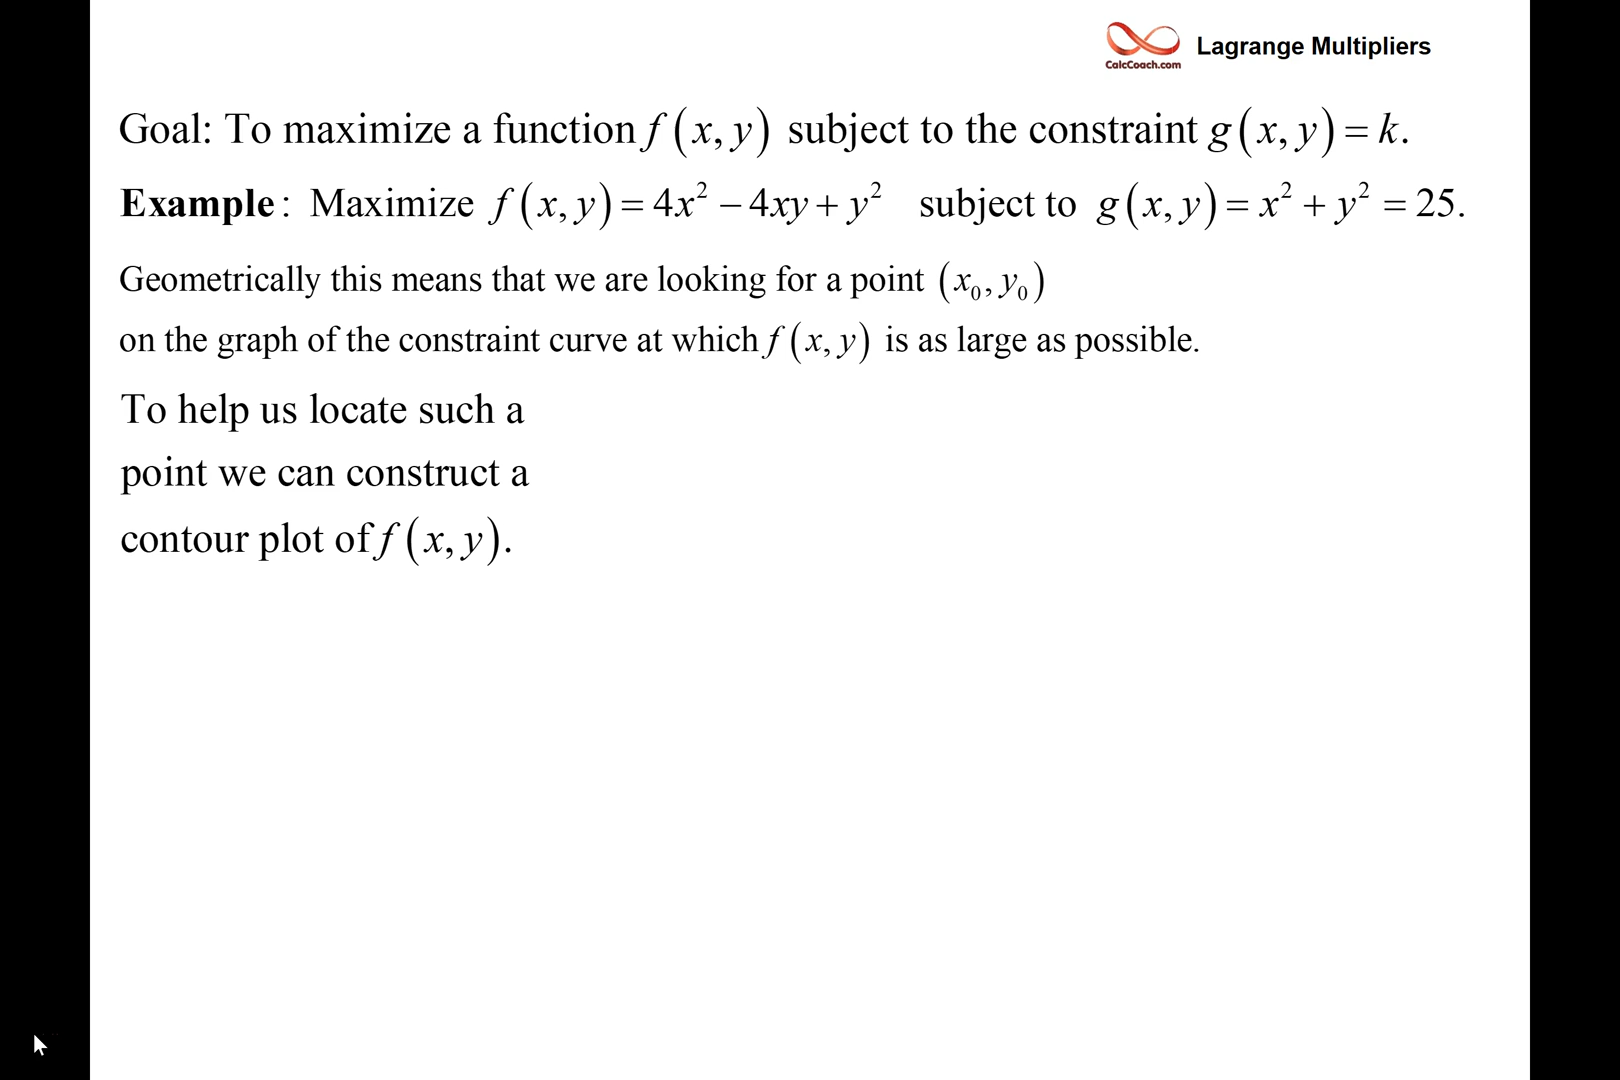 CalcCoach.com
Lagrange Multipliers
Goal: To maximize a function f(x, y) subject to the constraint g(x, y) = k.
Example: Maximize f(x, y) = 4x² − 4xy + y² subject to g(x, y) = x² + y² = 25.
Geometrically this means that we are looking for a point (x₀, y₀)
on the graph of the constraint curve at which f(x, y) is as large as possible.
To help us locate such a
point we can construct a
contour plot of f(x, y).